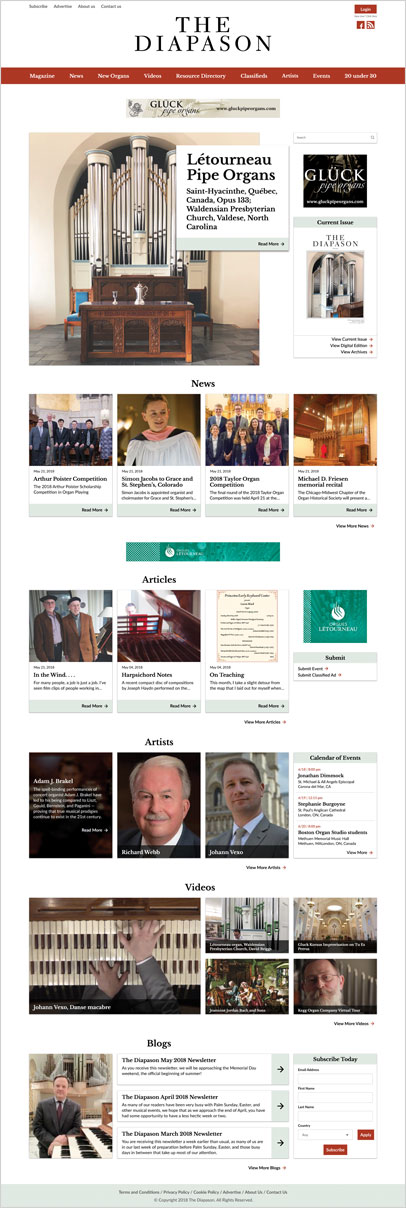 Subscribe Advertise About us Contact us
Login
THE
DIAPASON
Magazine News New Organs Videos Resource Directory Classifieds Artists Events 20 under 30
GLÜCK
pipe organs
www.gluckpipeorgans.com
Search
Létourneau
Pipe Organs
Saint-Hyacinthe, Québec,
Canada, Opus 133;
Waldensian Presbyterian
Church, Valdese, North
Carolina
Read More
GLÜCK
pipe organs
www.gluckpipeorgans.com
Current Issue
THE
DIAPASON
View Current Issue
View Digital Edition
View Archives
News
May 21, 2018
Arthur Poister Competition
The 2018 Arthur Poister Scholarship
Competition in Organ Playing
Read More
May 21, 2018
Simon Jacobs to Grace and
St. Stephen's, Colorado
Simon Jacobs is appointed organist and
choirmaster for Grace and St. Stephen's...
Read More
May 21, 2018
2018 Taylor Organ
Competition
The final round of the 2018 Taylor Organ
Competition was held April 21 at the...
Read More
May 21, 2018
Michael D. Friesen
memorial recital
The Chicago-Midwest Chapter of the
Organ Historical Society will present a...
Read More
View More News
ORGUES
LÉTOURNEAU
Articles
May 21, 2018
In the Wind. . . .
For many people, a job is just a job. I've
seen film clips of people working in...
Read More
May 04, 2018
Harpsichord Notes
A recent compact disc of compositions
by Joseph Haydn performed on the...
Read More
Princeton Early Keyboard Center
May 04, 2018
On Teaching
This month, I take a slight detour from
the map that I laid out for myself when...
Read More
View More Articles
ORGUES
LÉTOURNEAU
Submit
Submit Event
Submit Classified Ad
Artists
Adam J. Brakel
The spell-binding performances of
concert organist Adam J. Brakel have
led to his being compared to Liszt,
Gould, Bernstein, and Paganini —
proving that true musical prodigies
continue to exist in the 21st century.
Read More
Richard Webb
Johann Vexo
View More Artists
Calendar of Events
Jonathan Dimmock
St. Michael & All Angels Episcopal
Corona del Mar, CA
Stephanie Burgoyne
St. Paul's Anglican Cathedral
London, ON, Canada
Boston Organ Studio students
Methuen Memorial Music Hall
Methuen, MALondon, ON, Canada
View More
Videos
Johann Vexo, Danse macabre
Létourneau organ, Waldensian
Presbyterian Church, David Briggs
Gluck Korean Improvisation on Tu Es
Petrus
Jeannine Jordan Bach and Sons
Kegg Organ Company Virtual Tour
View More Videos
Blogs
The Diapason May 2018 Newsletter
As you receive this newsletter, we will be approaching the Memorial Day
weekend, the official beginning of summer!
The Diapason April 2018 Newsletter
As many of our readers have been very busy with Palm Sunday, Easter, and
other musical events, we hope that as we approach the end of April, you have
had some opportunity to have a less hectic week or two.
The Diapason March 2018 Newsletter
You are receiving this newsletter a week earlier than usual, as many of us are
in our last week of preparation before Palm Sunday, Easter, and those busy
days in between that take up most of our attention.
View More Blogs
Subscribe Today
Email Address
First Name
Last Name
Country
Any
Apply
Subscribe
Terms and Conditions / Privacy Policy / Cookie Policy / Advertise / About Us / Contact Us
© Copyright 2018 The Diapason. All Rights Reserved.